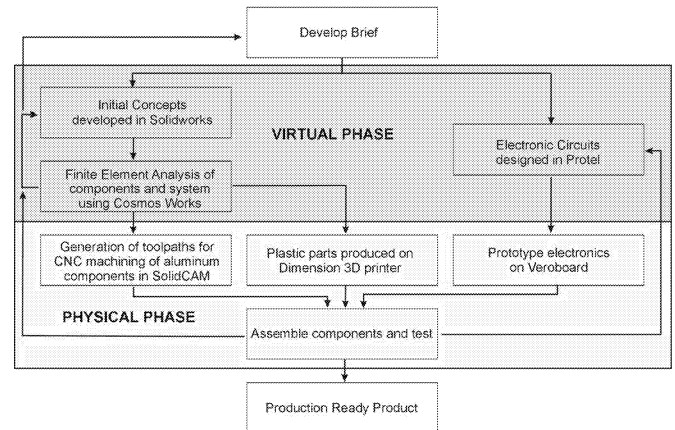 Develop Brief
Initial Concepts
developed in Solidworks
VIRTUAL PHASE
Electronic Circuits
designed in Protel
Finite Element Analysis of
components and system
using Cosmos Works
Generation of toolpaths for
CNC machining of aluminum
components in SolidCAM
Plastic parts produced on
Dimension 3D printer
Prototype electronics
on Veroboard
PHYSICAL PHASE
Assemble components and test
Production Ready Product